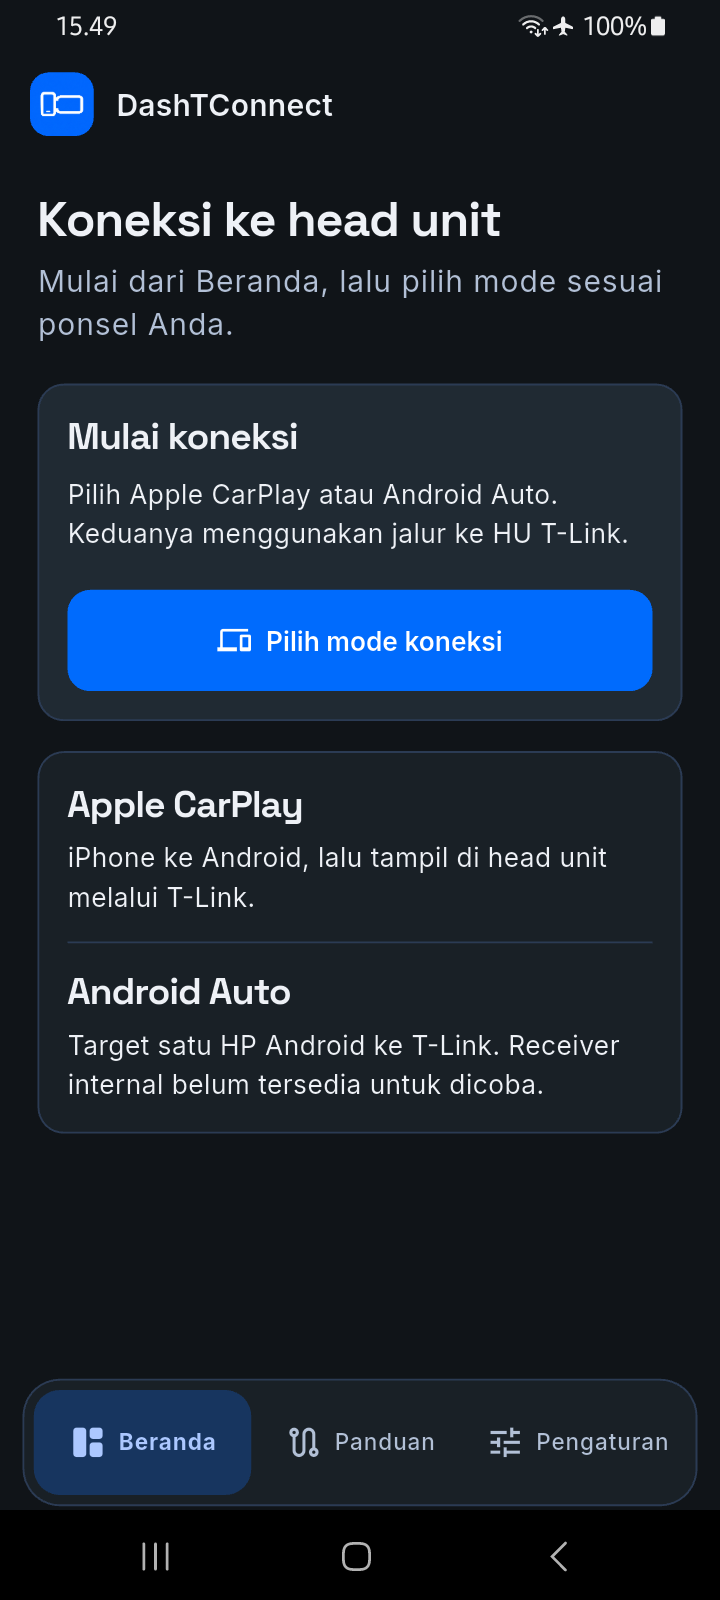 15.49
100%
DashTConnect
Koneksi ke head unit
Mulai dari Beranda, lalu pilih mode sesuai
ponsel Anda.
Mulai koneksi
Pilih Apple CarPlay atau Android Auto.
Keduanya menggunakan jalur ke HU T-Link.
Pilih mode koneksi
Apple CarPlay
iPhone ke Android, lalu tampil di head unit
melalui T-Link.
Android Auto
Target satu HP Android ke T-Link. Receiver
internal belum tersedia untuk dicoba.
Beranda
Panduan
Pengaturan